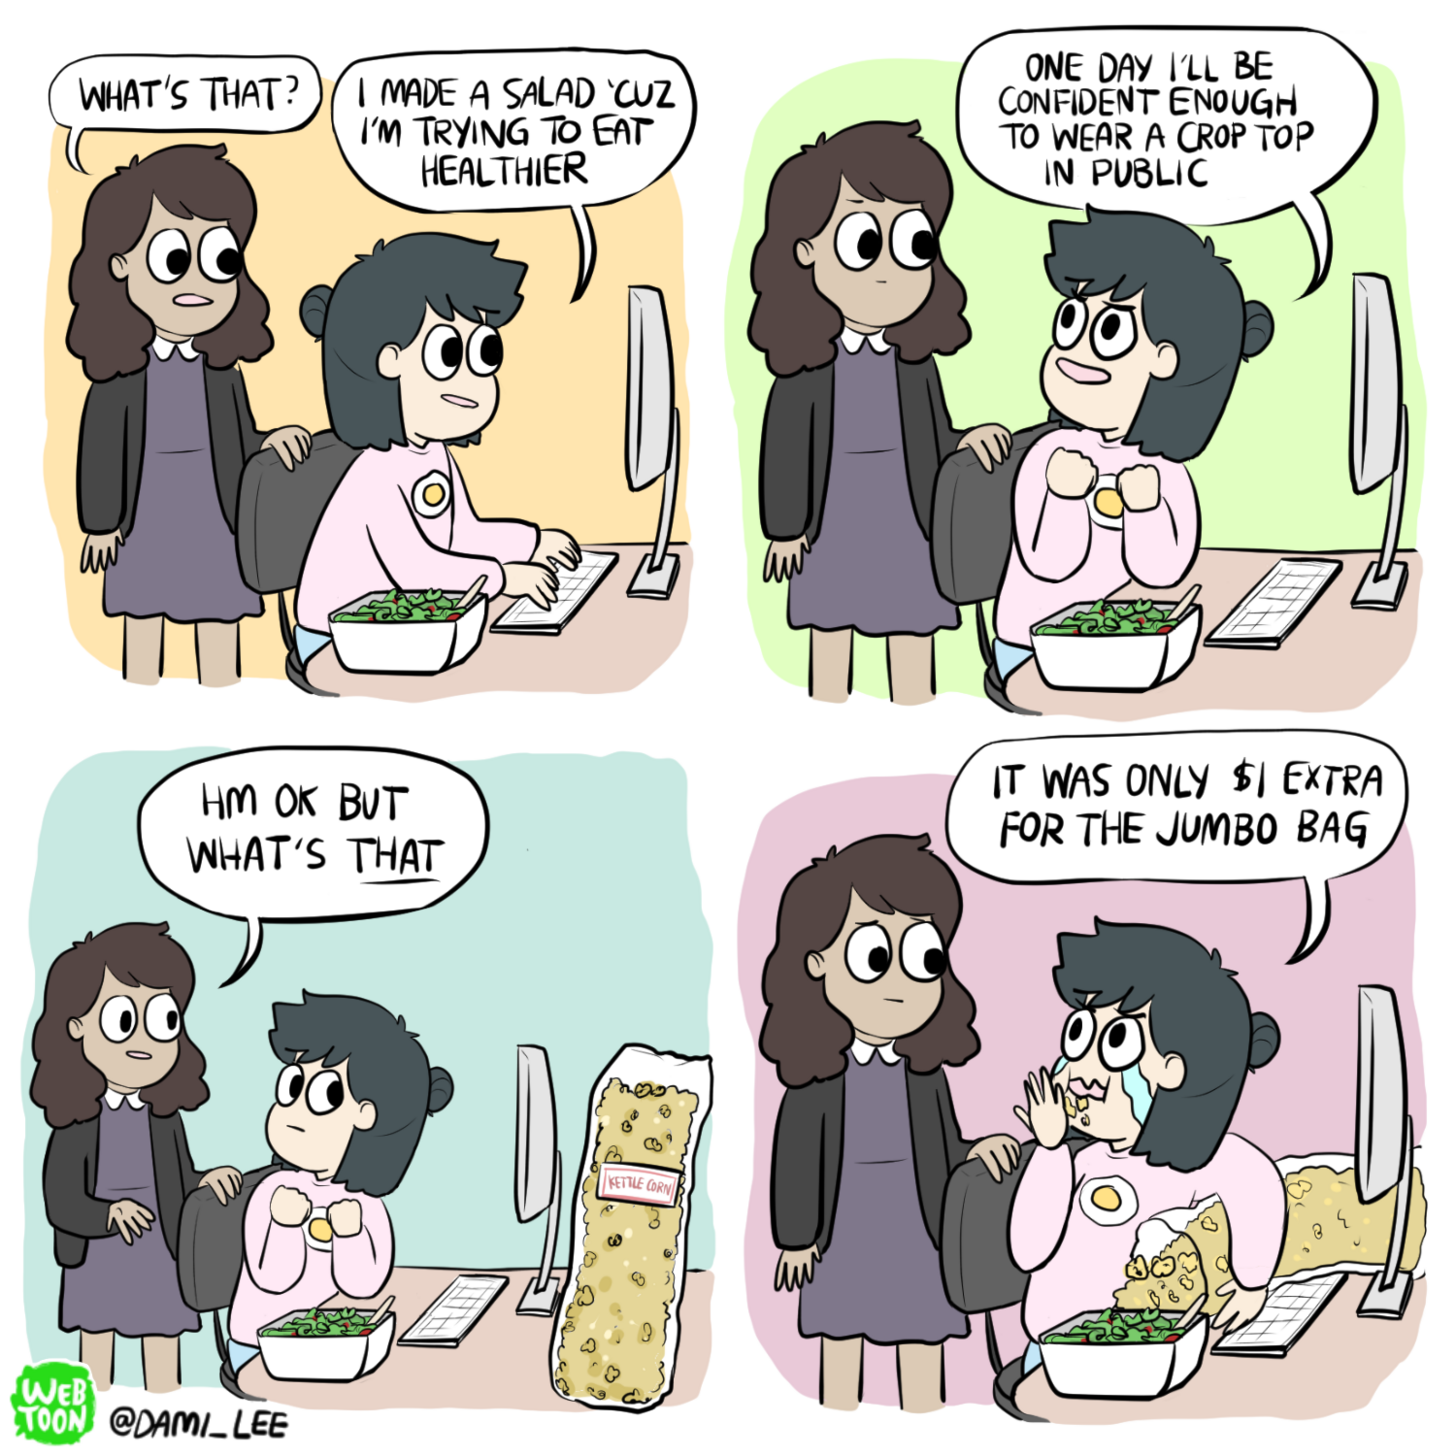 WHAT'S THAT?
I MADE A SALAD 'CUZ
I'M TRYING TO EAT
HEALTHIER
ONE DAY I'LL BE
CONFIDENT ENOUGH
TO WEAR A CROP TOP
IN PUBLIC
HM OK BUT
WHAT'S THAT
KETTLE CORN
IT WAS ONLY $1 EXTRA
FOR THE JUMBO BAG
WEB
TOON
@DAMI_LEE